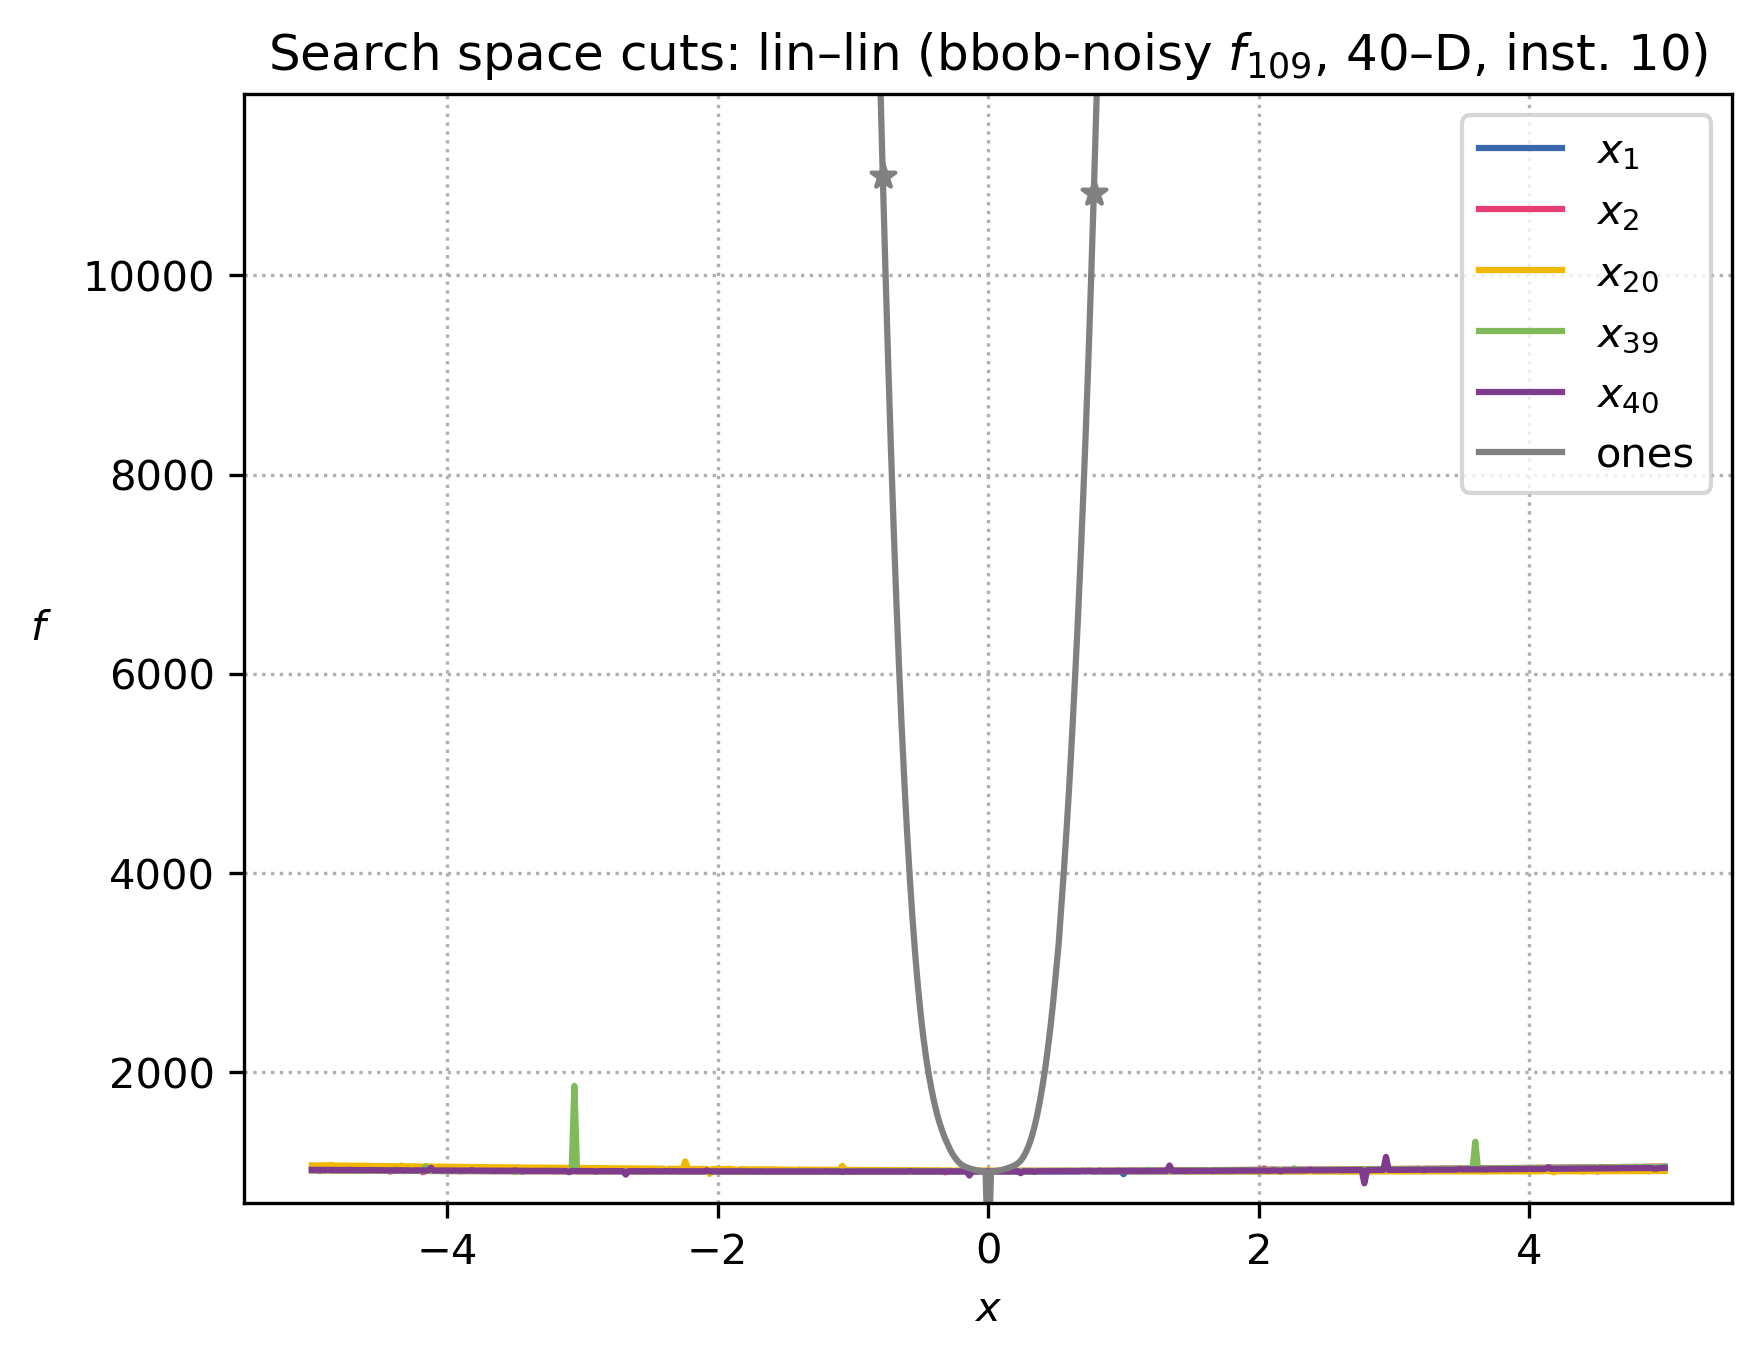 Search space cuts: lin–lin (bbob-noisy f₁₀₉, 40–D, inst. 10)
x₁
x₂
x₂₀
x₃₉
x₄₀
ones
10000
8000
6000
4000
2000
f
−4
−2
0
2
4
x